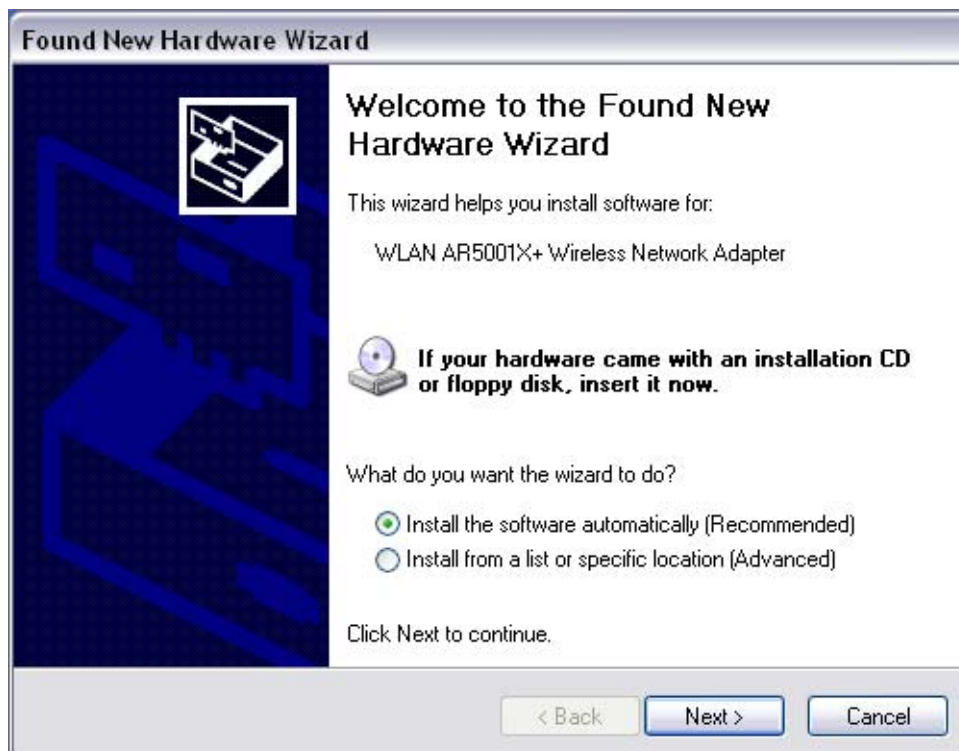 Found New Hardware Wizard
Welcome to the Found New
Hardware Wizard
This wizard helps you install software for:
WLAN AR5001X+ Wireless Network Adapter
If your hardware came with an installation CD
or floppy disk, insert it now.
What do you want the wizard to do?
Install the software automatically (Recommended)
Install from a list or specific location (Advanced)
Click Next to continue.
< Back Next > Cancel